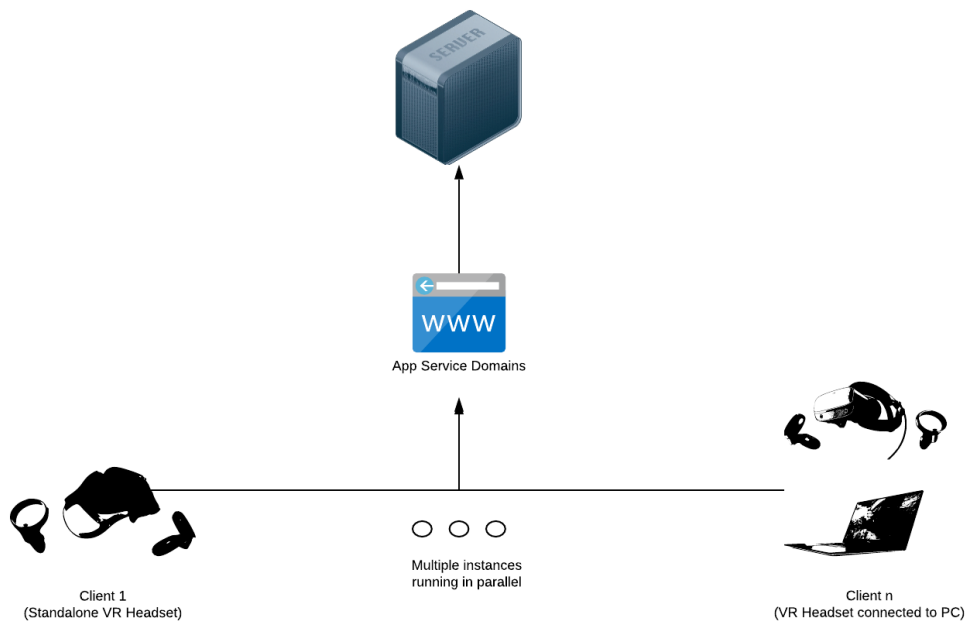 SERVER
WWW
App Service Domains
Multiple instances
running in parallel
Client 1
(Standalone VR Headset)
Client n
(VR Headset connected to PC)